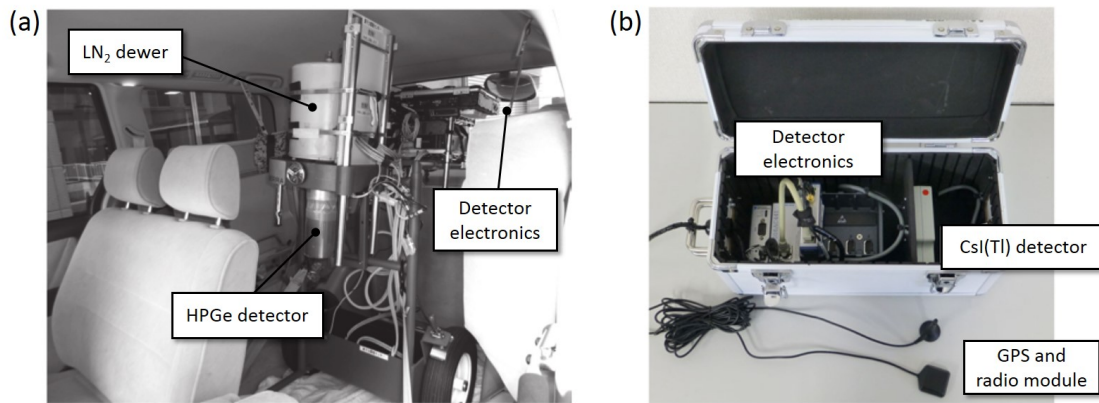 (a)
LN₂ dewer
Detector
electronics
HPGe detector
(b)
Detector
electronics
CsI(Tl) detector
GPS and
radio module